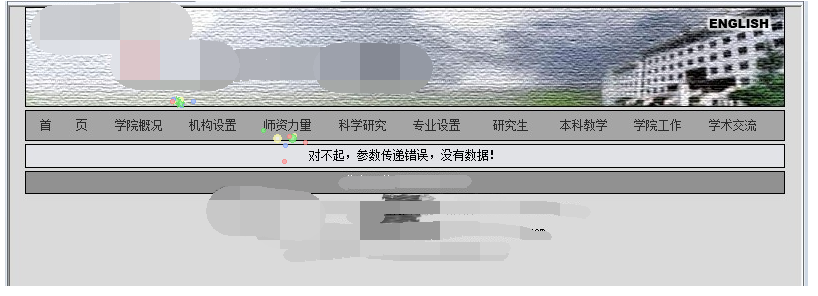 ENGLISH
首 页 学院概况 机构设置 师资力量 科学研究 专业设置 研究生 本科教学 学院工作 学术交流
对不起，参数传递错误，没有数据！